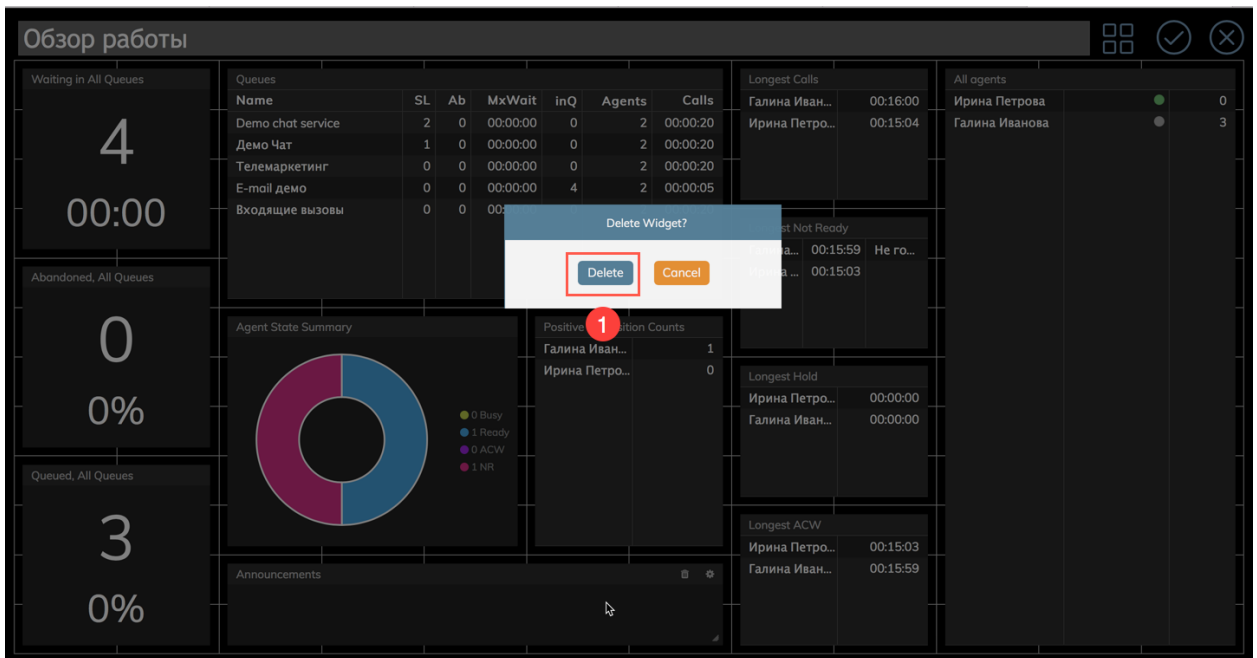 Обзор работы
Waiting in All Queues
4
00:00
Abandoned, All Queues
0
0%
Queued, All Queues
3
0%
Queues
Name SL Ab MxWait inQ Agents Calls
Demo chat service 2 0 00:00:00 0 2 00:00:20
Демо Чат 1 0 00:00:00 0 2 00:00:20
Телемаркетинг 0 0 00:00:00 0 2 00:00:20
E-mail демо 0 0 00:00:00 4 2 00:00:05
Входящие вызовы 0 0
Delete Widget?
Delete Cancel
1
Agent State Summary
0 Busy
1 Ready
0 ACW
1 NR
Positive Counts
Галина Иван... 1
Ирина Петро... 0
Announcements
Longest Calls
Галина Иван... 00:16:00
Ирина Петро... 00:15:04
Not Ready
00:15:59 Не го...
00:15:03
Longest Hold
Ирина Петро... 00:00:00
Галина Иван... 00:00:00
Longest ACW
Ирина Петро... 00:15:03
Галина Иван... 00:15:59
All agents
Ирина Петрова 0
Галина Иванова 3